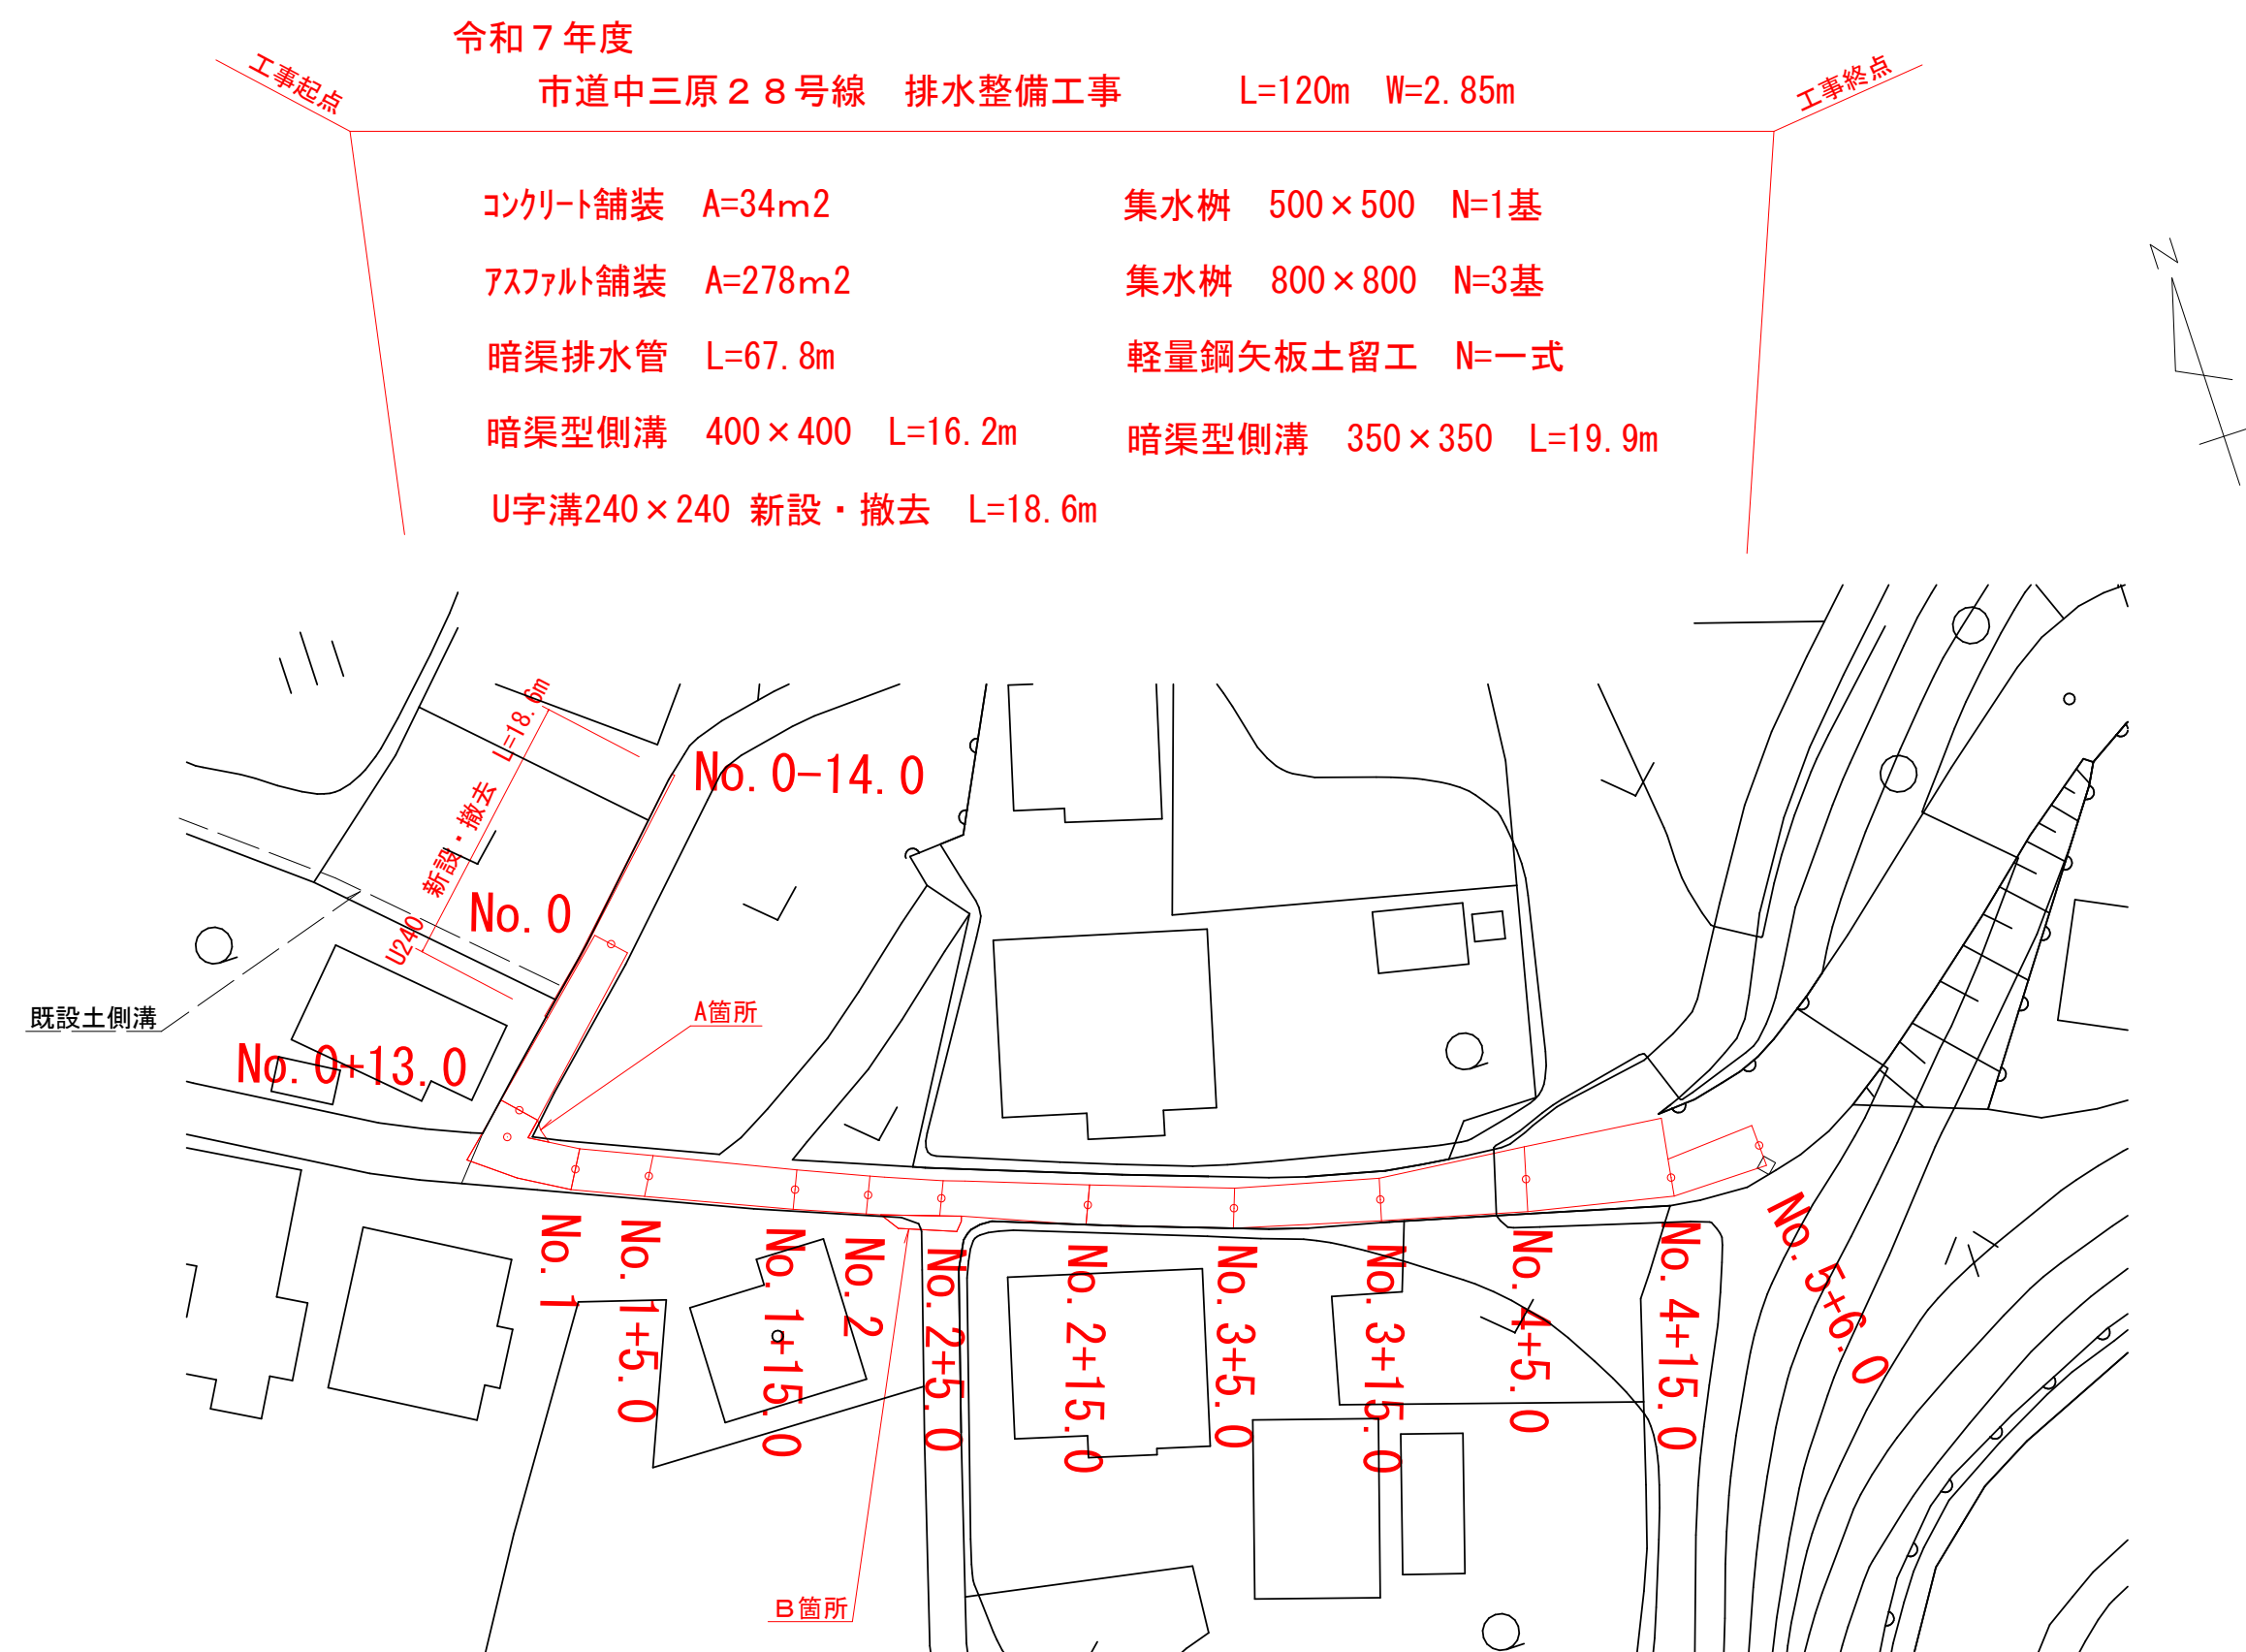 令和７年度
市道中三原２８号線　排水整備工事　　　L=120m　W=2.85m
工事起点
工事終点
ｺﾝｸﾘｰﾄ舗装　A=34ｍ2
集水桝　500×500　N=1基
ｱｽﾌｧﾙﾄ舗装　A=278ｍ2
集水桝　800×800　N=3基
暗渠排水管　L=67.8m
軽量鋼矢板土留工　N=一式
暗渠型側溝　400×400　L=16.2m
暗渠型側溝　350×350　L=19.9m
U字溝240×240 新設・撤去　L=18.6m
N
U240　新設・撤去　L=18.6m
No.0-14.0
No.0
既設土側溝
A箇所
No.0+13.0
No.1
No.1+5.0
No.1+15.0
No.2
No.2+5.0
No.2+15.0
No.3+5.0
No.3+15.0
No.4+5.0
No.4+15.0
No.5+6.0
Ｂ箇所